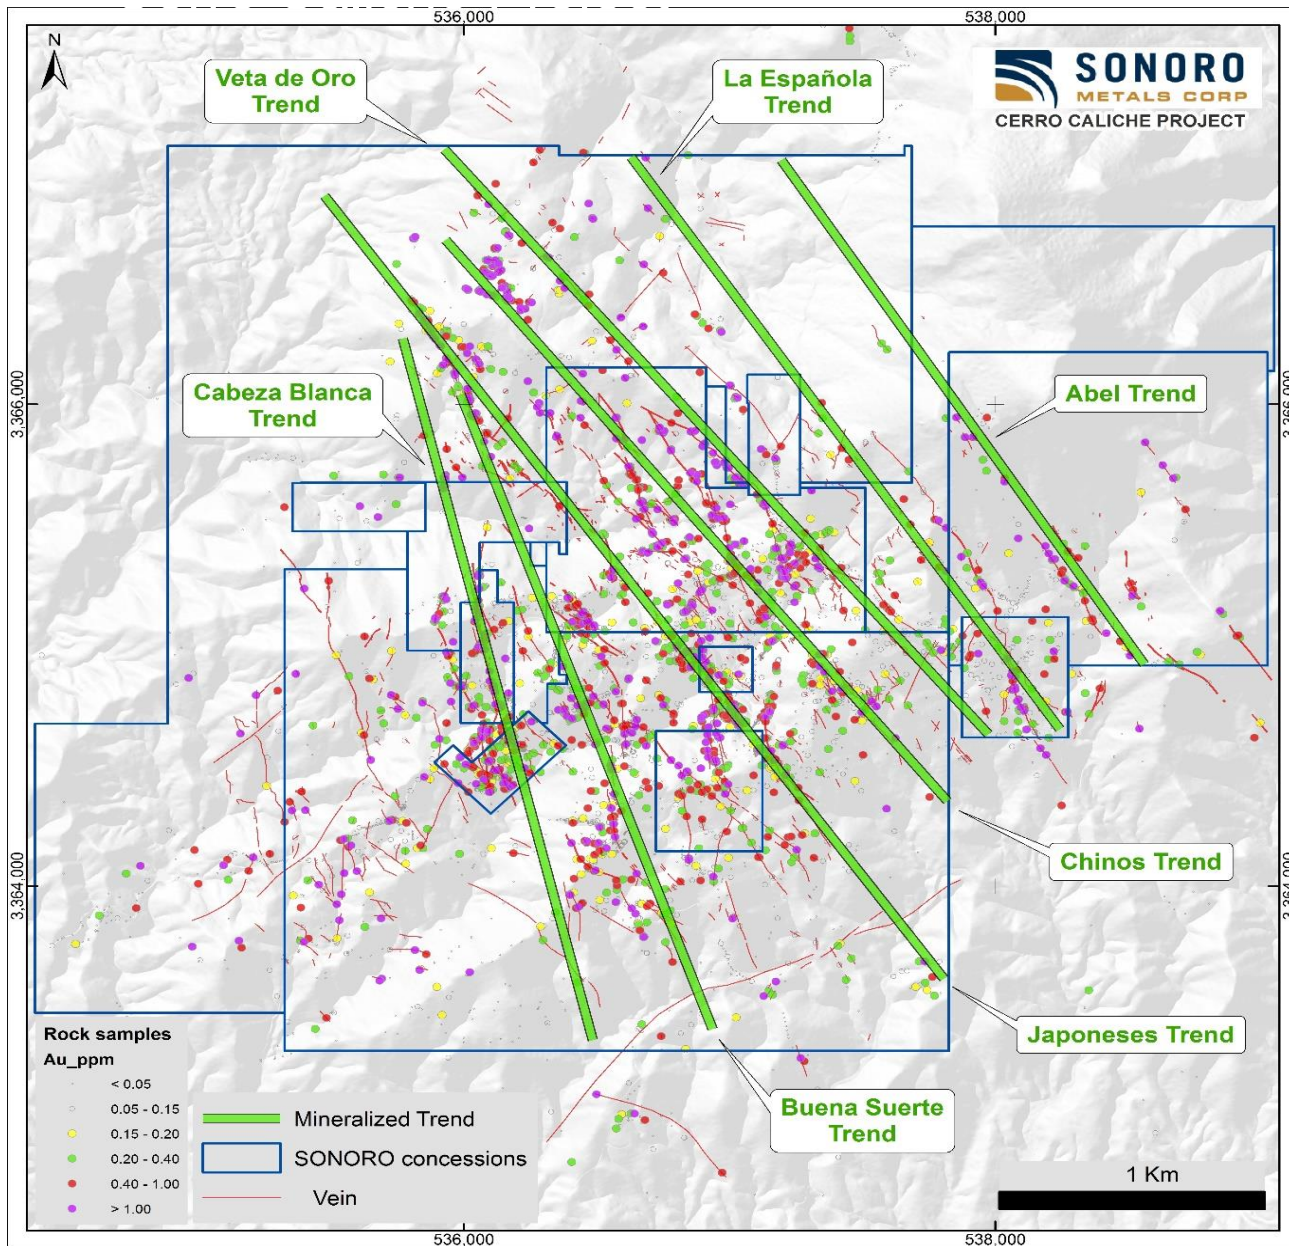 536,000
538,000
N
Veta de Oro
Trend
La Española
Trend
SONORO
METALS CORP
CERRO CALICHE PROJECT
3,366,000
3,366,000
Cabeza Blanca
Trend
Abel Trend
Chinos Trend
3,364,000
3,364,000
Japoneses Trend
Buena Suerte
Trend
Rock samples
Au_ppm
< 0.05
0.05 - 0.15
0.15 - 0.20
0.20 - 0.40
0.40 - 1.00
> 1.00
Mineralized Trend
SONORO concessions
Vein
1 Km
536,000
538,000